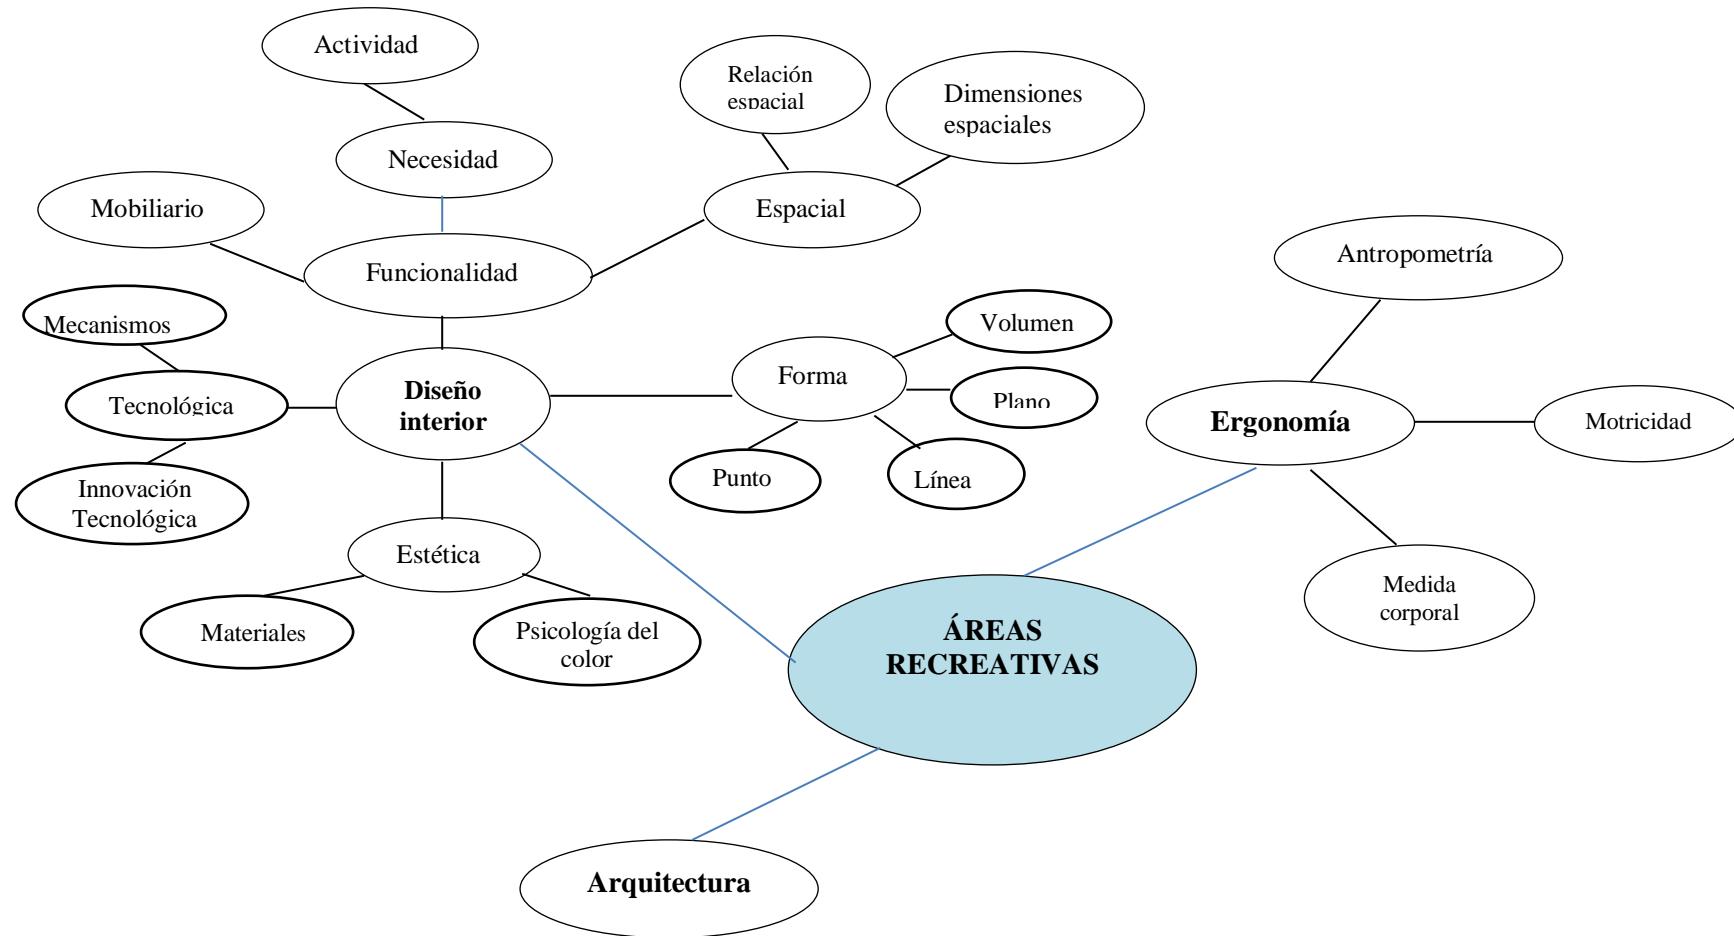 Actividad
Relación
espacial
Dimensiones
espaciales
Necesidad
Mobiliario
Espacial
Funcionalidad
Antropometría
Mecanismos
Volumen
Forma
Diseño
interior
Tecnológica
Plano
Ergonomía
Motricidad
Punto
Línea
Innovación
Tecnológica
Estética
Medida
corporal
Materiales
Psicología del
color
ÁREAS
RECREATIVAS
Arquitectura